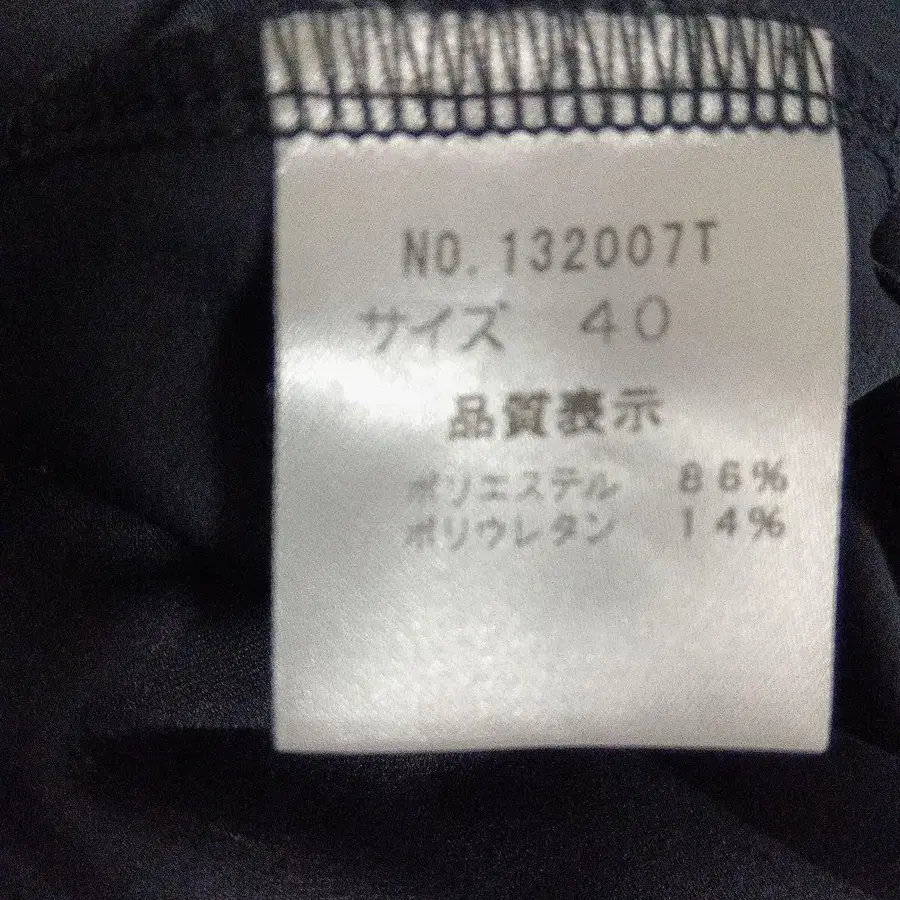 NO.132007T
サイズ 40
品質表示
ポリエステル 86%
ポリウレタン 14%